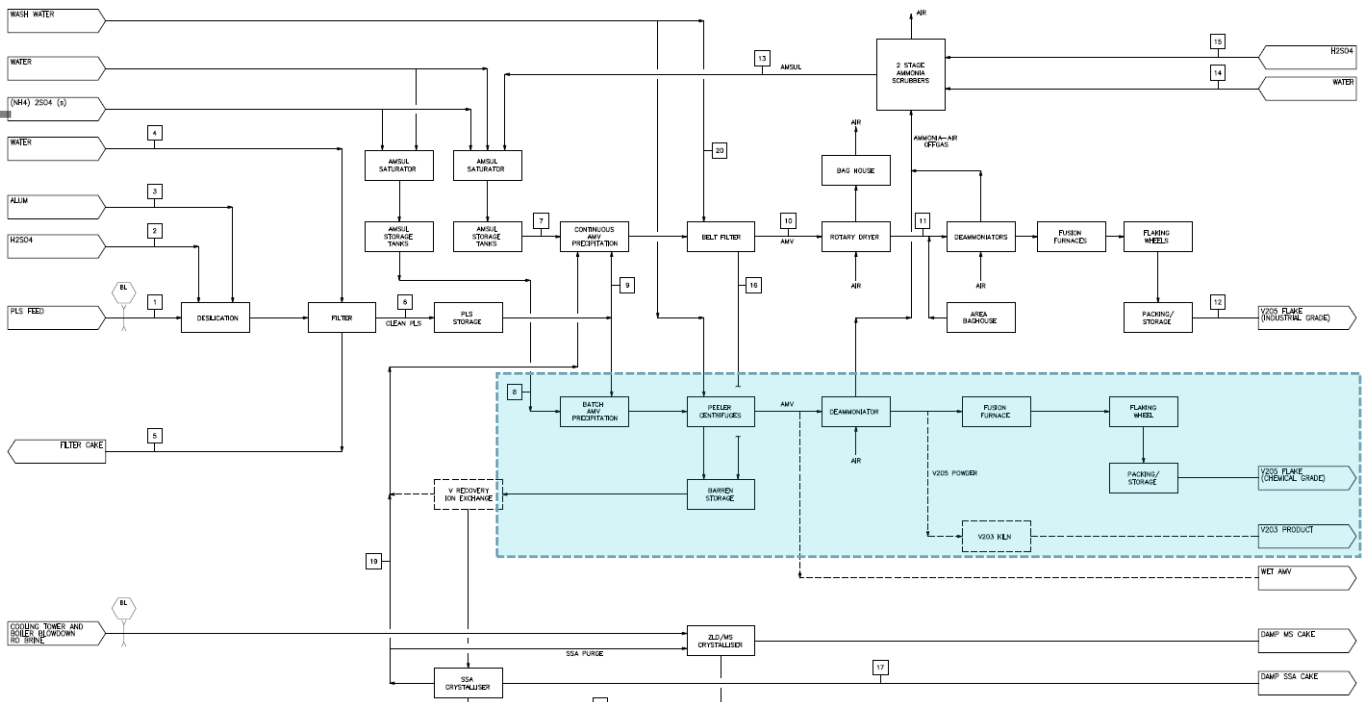 WASH WATER
AIR
15
H2SO4
13
AMSUL
2 STAGE
AMMONIA
SCRUBBERS
WATER
14
WATER
(NH4) 2SO4 (s)
AIR
AMMONIA-AIR
OFFGAS
WATER
4
20
AMSUL
SATURATOR
AMSUL
SATURATOR
BAG HOUSE
ALUM
3
H2SO4
2
AMSUL
STORAGE
TANKS
AMSUL
STORAGE
TANKS
7
CONTINUOUS
AMV
PRECIPITATION
BELT FILTER
10
AMV
ROTARY DRYER
11
DEAMMONIATORS
FUSION
FURNACES
FLAKING
WHEELS
9
16
AIR
AIR
BL
PLS FEED
1
DESILICATION
FILTER
6
CLEAN PLS
PLS
STORAGE
AREA
BAGHOUSE
PACKING/
STORAGE
12
V2O5 FLAKE
(INDUSTRIAL GRADE)
8
BATCH
AMV
PRECIPITATION
PEELER
CENTRIFUGES
AMV
DEAMMONIATOR
FUSION
FURNACE
FLAKING
WHEEL
FILTER CAKE
5
AIR
V2O5 POWDER
PACKING/
STORAGE
V2O5 FLAKE
(CHEMICAL GRADE)
V RECOVERY
ION EXCHANGE
BARREN
STORAGE
V2O3 KILN
V2O3 PRODUCT
19
WET AMV
BL
COOLING TOWER AND
BOILER BLOWDOWN
RO BRINE
ZLD/MS
CRYSTALLISER
DAMP MS CAKE
SSA PURGE
SSA
CRYSTALLISER
17
DAMP SSA CAKE